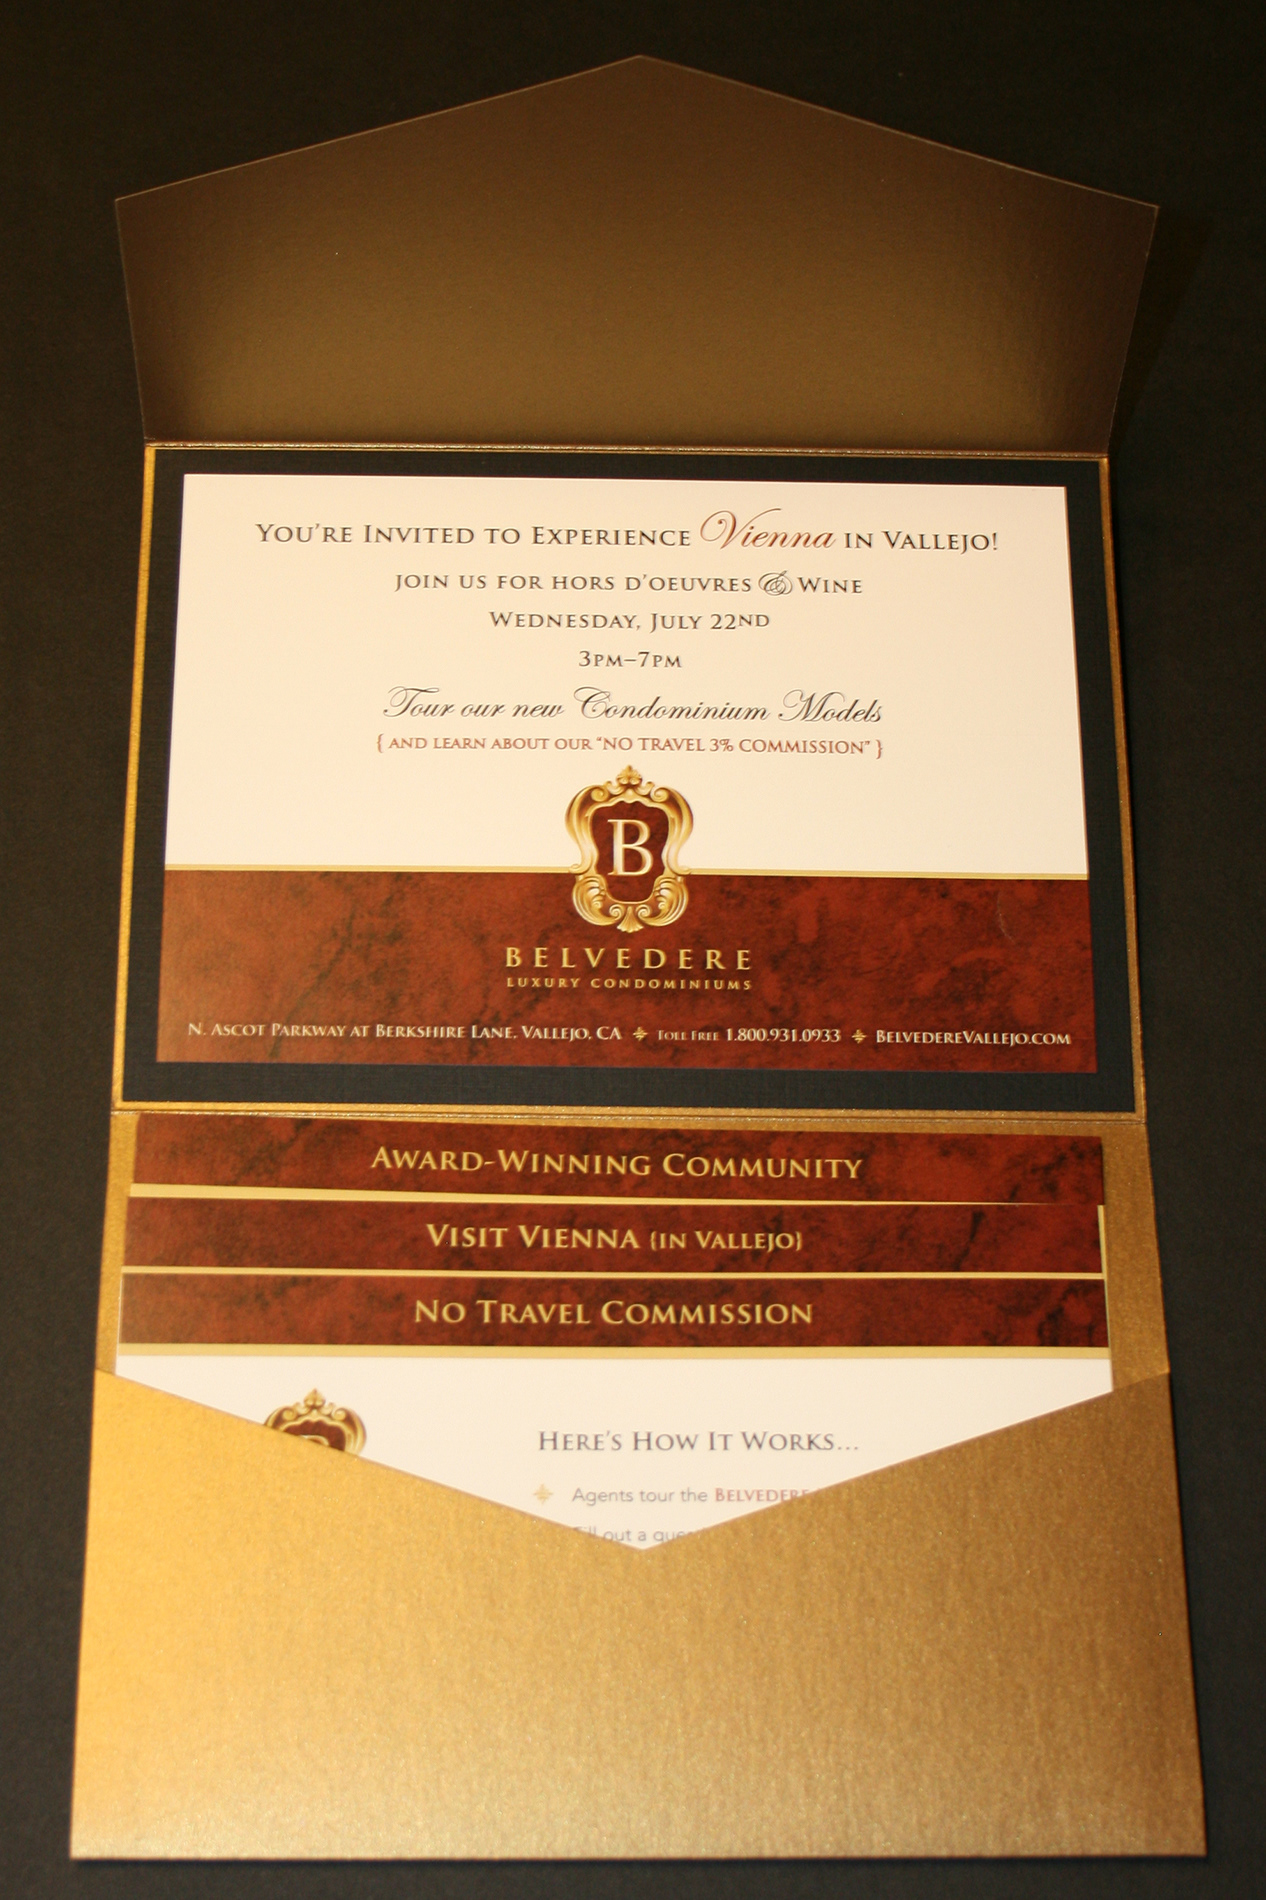 You're Invited to Experience Vienna in Vallejo!
Join us for hors d'oeuvres & Wine
Wednesday, July 22nd
3pm–7pm
Tour our new Condominium Models
{ and learn about our "No Travel 3% Commission" }
B
BELVEDERE
LUXURY CONDOMINIUMS
N. Ascot Parkway at Berkshire Lane, Vallejo, CA Toll Free 1.800.931.0933 BelvedereVallejo.com
Award-Winning Community
Visit Vienna {in Vallejo}
No Travel Commission
Here's How It Works...
Agents tour the Belvedere
out a